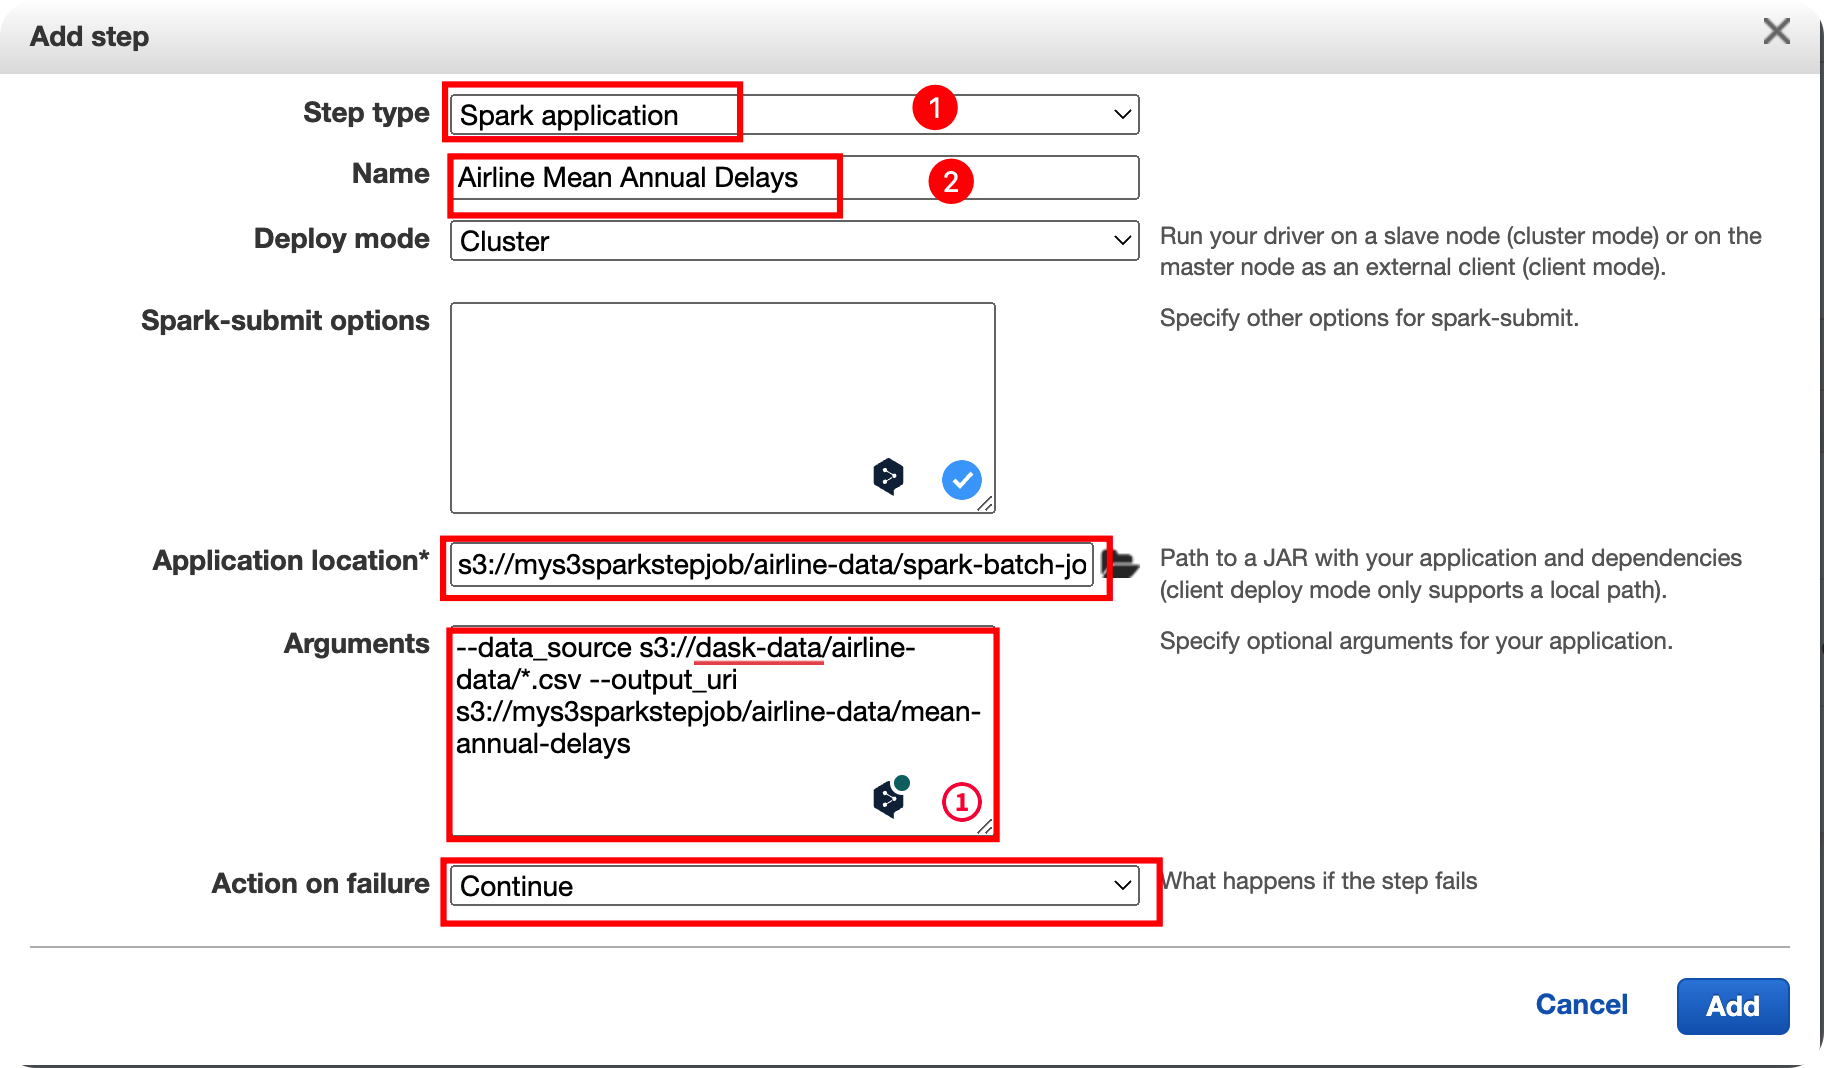 Add step
Step type
Spark application
1
Name
Airline Mean Annual Delays
2
Deploy mode
Cluster
Run your driver on a slave node (cluster mode) or on the
master node as an external client (client mode).
Spark-submit options
Specify other options for spark-submit.
Application location*
s3://mys3sparkstepjob/airline-data/spark-batch-jo
Path to a JAR with your application and dependencies
(client deploy mode only supports a local path).
Arguments
--data_source s3://dask-data/airline-
data/*.csv --output_uri
s3://mys3sparkstepjob/airline-data/mean-
annual-delays
1
Specify optional arguments for your application.
Action on failure
Continue
What happens if the step fails
Cancel
Add